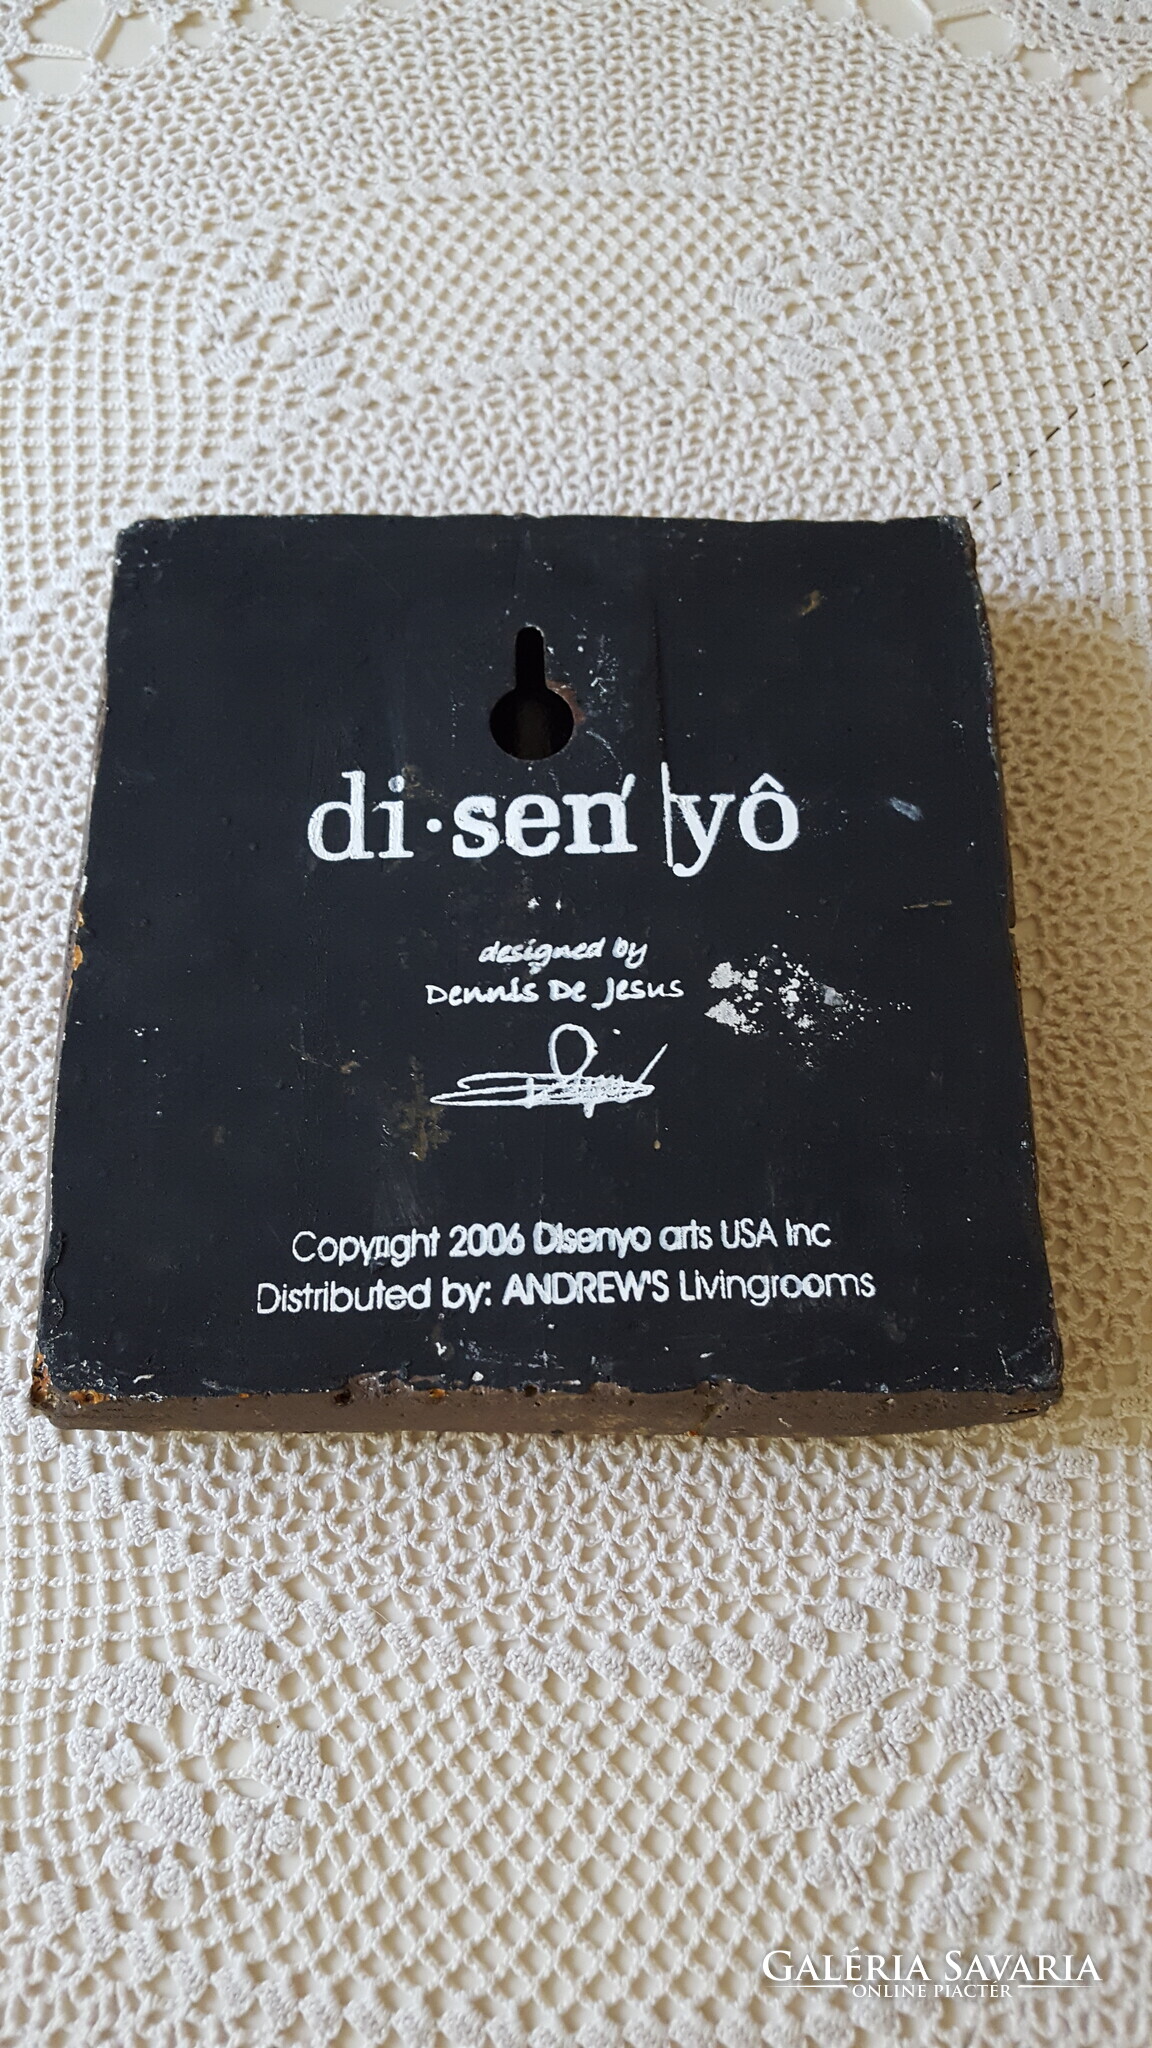 di·sen' |yô
designed by
Dennis De Jesus
Copyright 2006 Disenyo arts USA Inc
Distributed by: ANDREW'S Livingrooms
GALÉRIA SAVARIA
ONLINE PIACTÉR